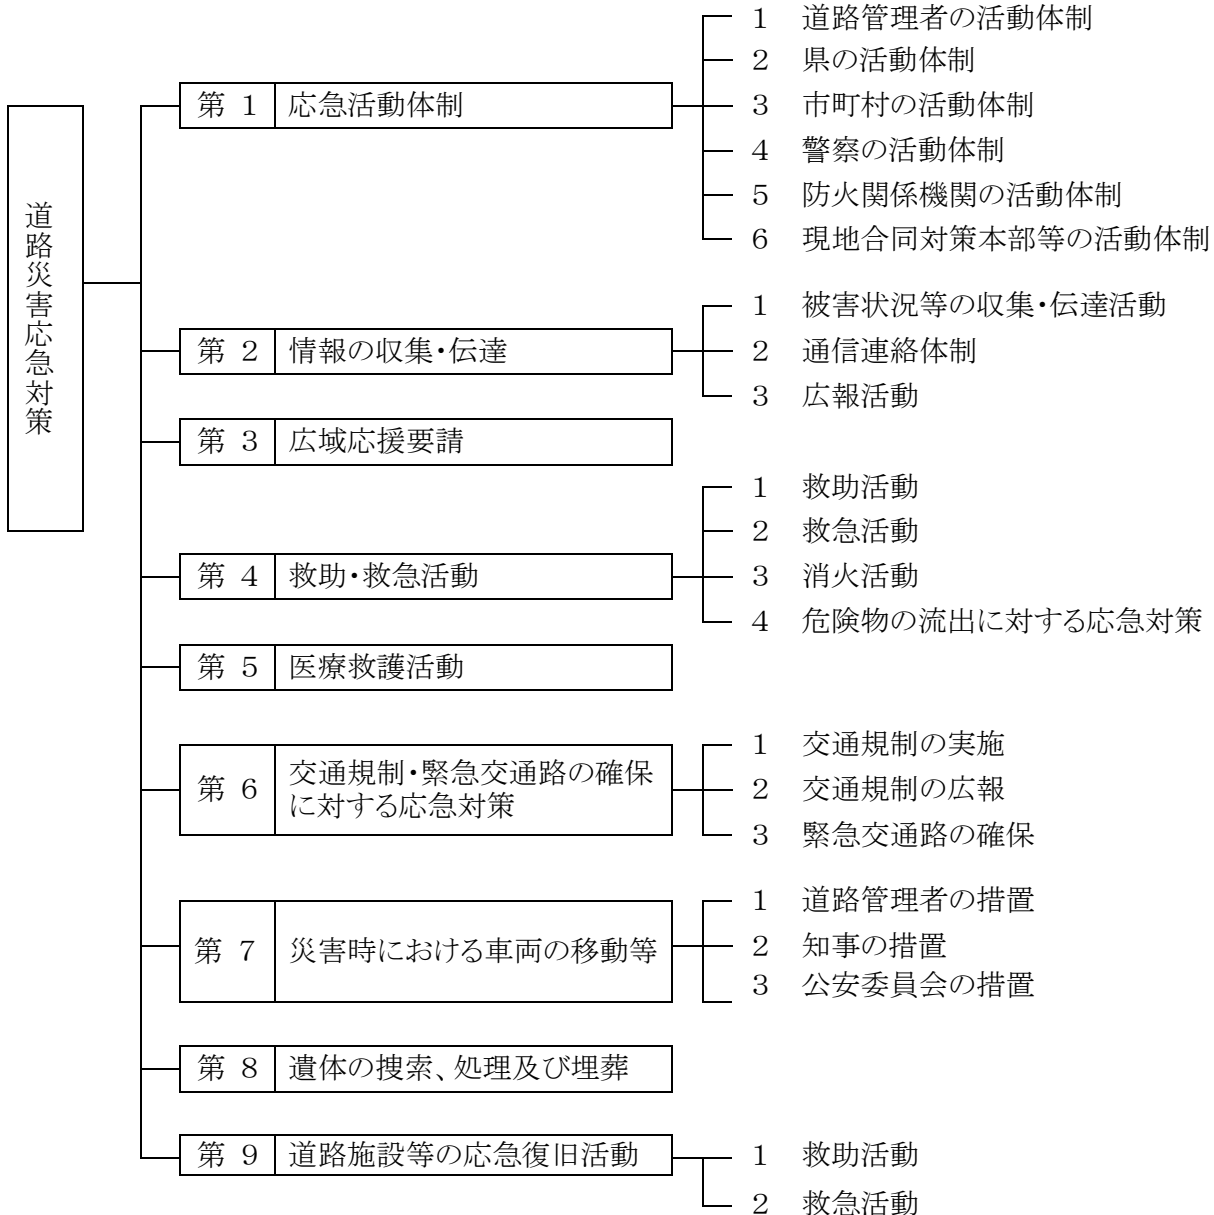 道路災害応急対策
第 1 応急活動体制
1 道路管理者の活動体制
2 県の活動体制
3 市町村の活動体制
4 警察の活動体制
5 防火関係機関の活動体制
6 現地合同対策本部等の活動体制
第 2 情報の収集・伝達
1 被害状況等の収集・伝達活動
2 通信連絡体制
3 広報活動
第 3 広域応援要請
第 4 救助・救急活動
1 救助活動
2 救急活動
3 消火活動
4 危険物の流出に対する応急対策
第 5 医療救護活動
第 6 交通規制・緊急交通路の確保
に対する応急対策
1 交通規制の実施
2 交通規制の広報
3 緊急交通路の確保
第 7 災害時における車両の移動等
1 道路管理者の措置
2 知事の措置
3 公安委員会の措置
第 8 遺体の捜索、処理及び埋葬
第 9 道路施設等の応急復旧活動
1 救助活動
2 救急活動